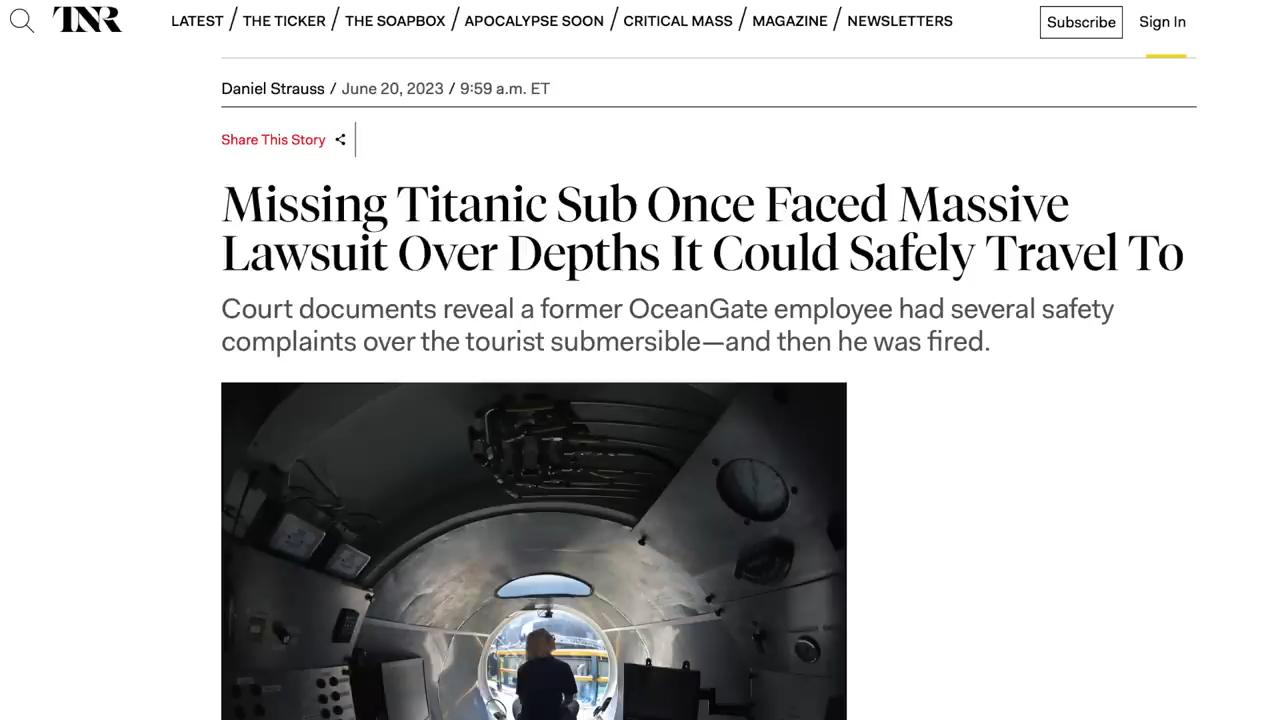 TNR
LATEST / THE TICKER / THE SOAPBOX / APOCALYPSE SOON / CRITICAL MASS / MAGAZINE / NEWSLETTERS
Subscribe
Sign In
Daniel Strauss / June 20, 2023 / 9:59 a.m. ET
Share This Story
Missing Titanic Sub Once Faced Massive
Lawsuit Over Depths It Could Safely Travel To
Court documents reveal a former OceanGate employee had several safety
complaints over the tourist submersible—and then he was fired.